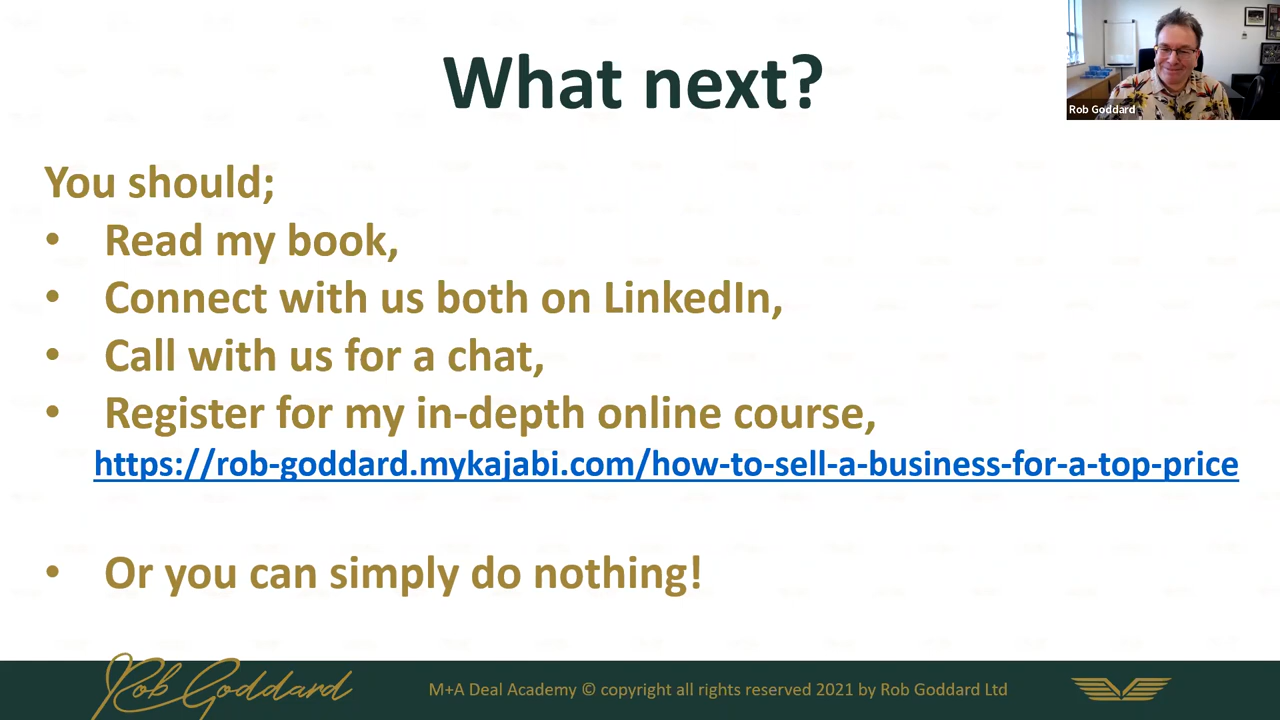 What next?
Rob Goddard
You should;
• Read my book,
• Connect with us both on LinkedIn,
• Call with us for a chat,
• Register for my in-depth online course,
https://rob-goddard.mykajabi.com/how-to-sell-a-business-for-a-top-price
• Or you can simply do nothing!
Rob Goddard
M+A Deal Academy © copyright all rights reserved 2021 by Rob Goddard Ltd